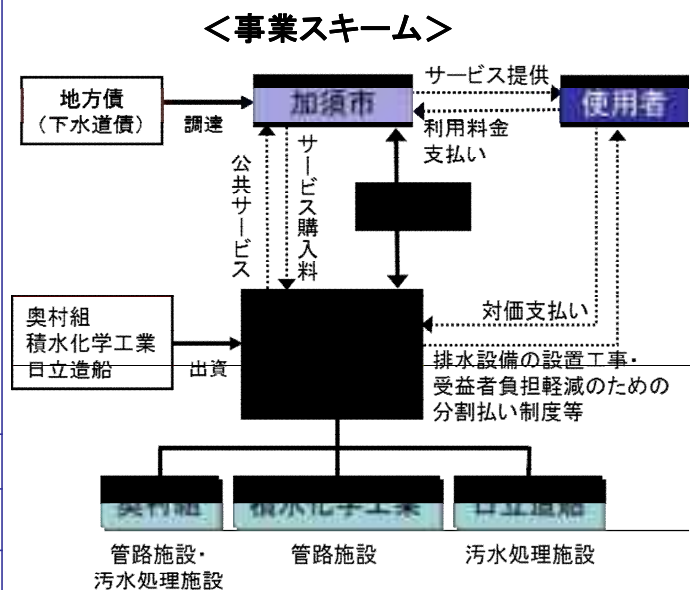 ＜事業スキーム＞
地方債
（下水道債）
調達
加須市
サービス提供
使用者
利用料金
支払い
公共サービス
サービス購入料
奥村組
積水化学工業
日立造船
出資
対価支払い
排水設備の設置工事・
受益者負担軽減のための
分割払い制度等
奥村組
積水化学工業
日立造船
管路施設・
汚水処理施設
管路施設
汚水処理施設